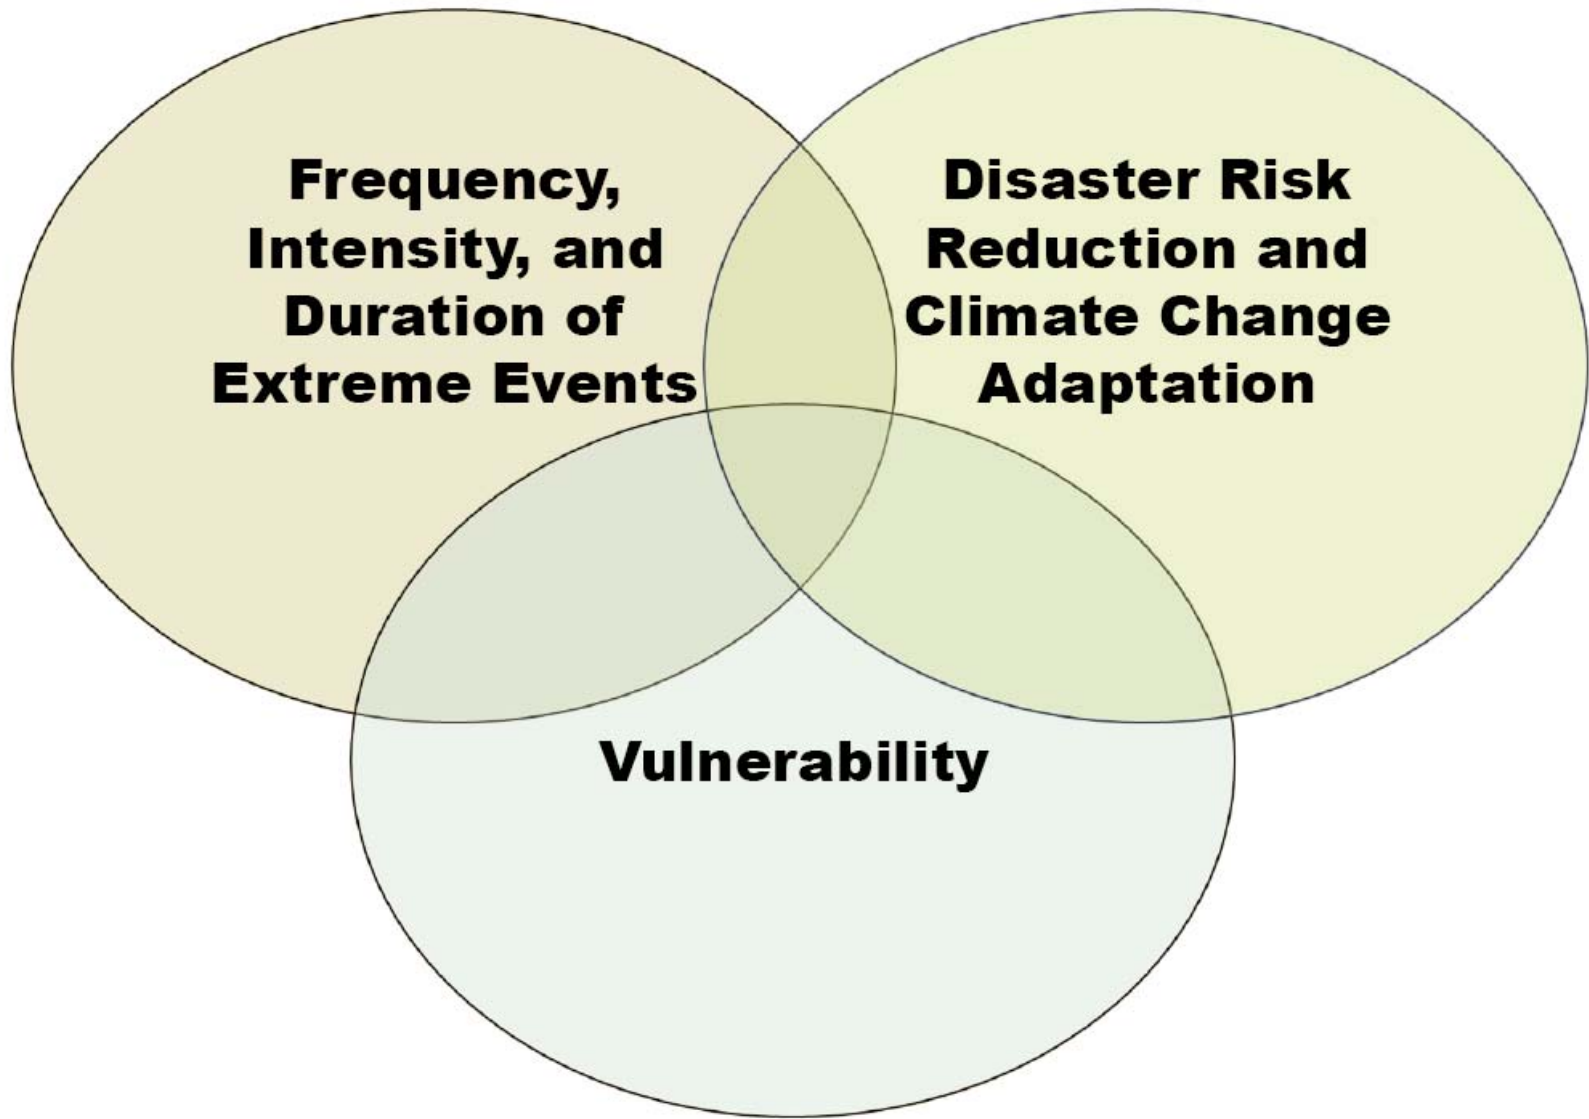 Frequency,
Intensity, and
Duration of
Extreme Events
Disaster Risk
Reduction and
Climate Change
Adaptation
Vulnerability